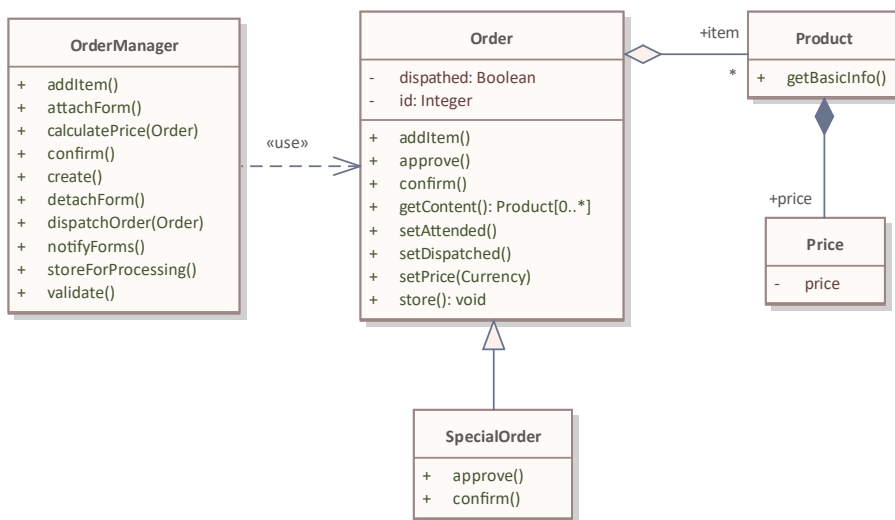 OrderManager
+ addItem()
+ attachForm()
+ calculatePrice(Order)
+ confirm()
+ create()
+ detachForm()
+ dispatchOrder(Order)
+ notifyForms()
+ storeForProcessing()
+ validate()
«use»
Order
- dispathed: Boolean
- id: Integer
+ addItem()
+ approve()
+ confirm()
+ getContent(): Product[0..*]
+ setAttended()
+ setDispatched()
+ setPrice(Currency)
+ store(): void
+item
*
Product
+ getBasicInfo()
+price
Price
- price
SpecialOrder
+ approve()
+ confirm()